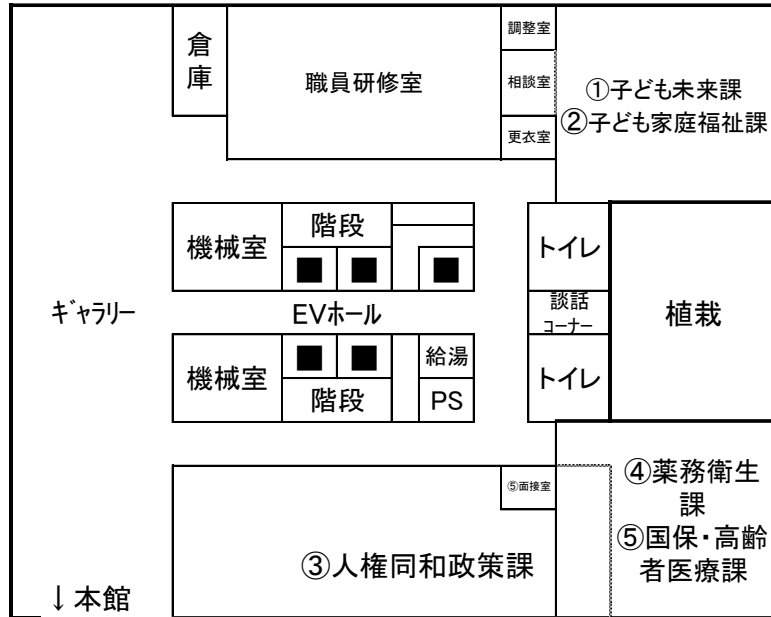 倉庫
職員研修室
調整室
相談室
更衣室
①子ども未来課
②子ども家庭福祉課
機械室
階段
トイレ
ギャラリー
EVホール
談話
コーナー
植栽
機械室
階段
給湯
PS
トイレ
⑤面接室
③人権同和政策課
④薬務衛生
課
⑤国保・高齢
者医療課
↓本館